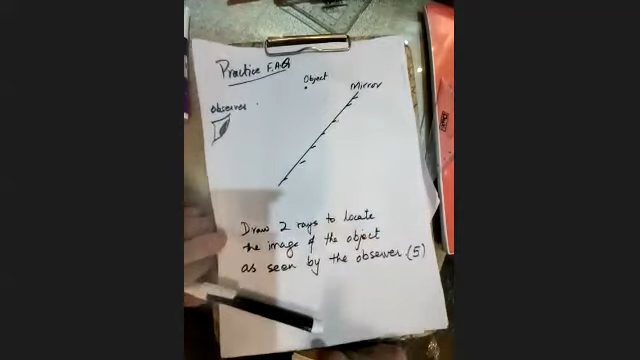 Practice F.A.Q
Object
Mirror
Observer
Draw 2 rays to locate
the image of the object
as seen by the observer. (5)